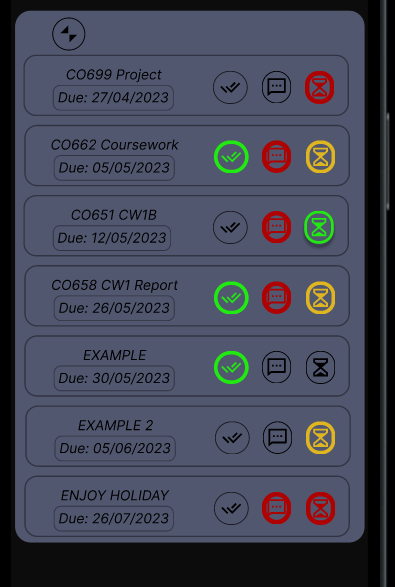 CO699 Project
Due: 27/04/2023
CO662 Coursework
Due: 05/05/2023
CO651 CW1B
Due: 12/05/2023
CO658 CW1 Report
Due: 26/05/2023
EXAMPLE
Due: 30/05/2023
EXAMPLE 2
Due: 05/06/2023
ENJOY HOLIDAY
Due: 26/07/2023